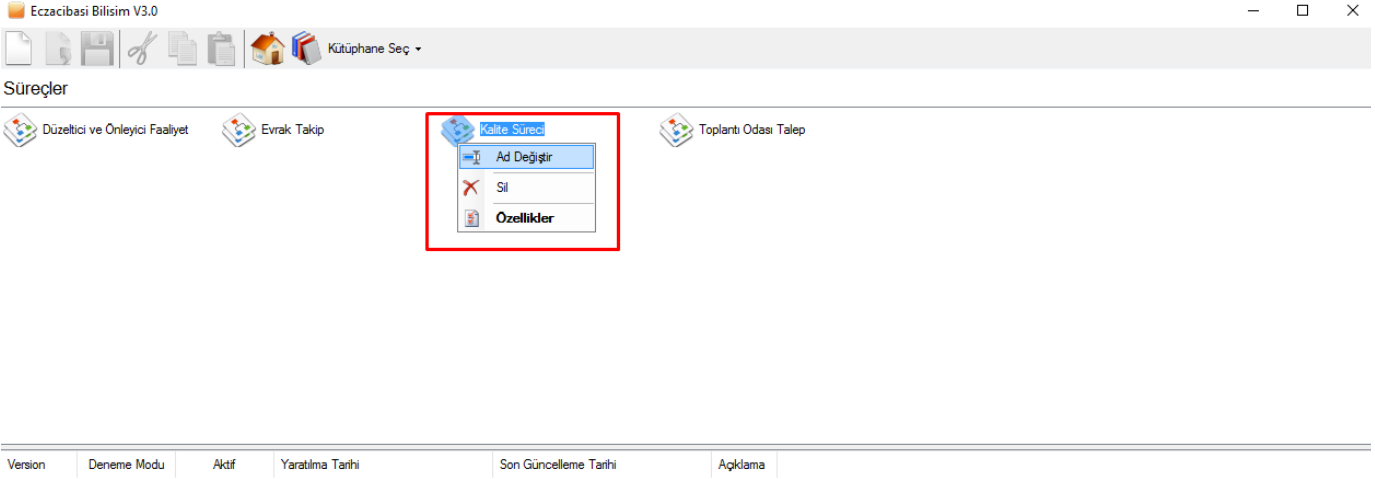 Eczacibasi Bilisim V3.0
Kütüphane Seç
Süreçler
Düzeltici ve Önleyici Faaliyet Evrak Takip Kalite Süreci Toplantı Odası Talep
Ad Değiştir
Sil
Özellikler
Version Deneme Modu Aktif Yaratılma Tarihi Son Güncelleme Tarihi Açıklama